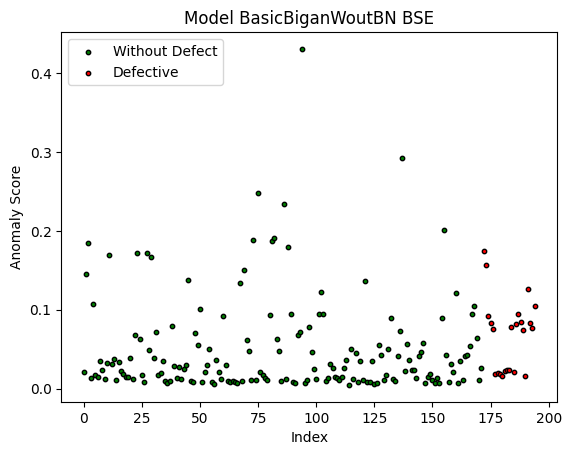 Model BasicBiganWoutBN BSE
Without Defect
Defective
Anomaly Score
0.4
0.3
0.2
0.1
0.0
0 25 50 75 100 125 150 175 200
Index